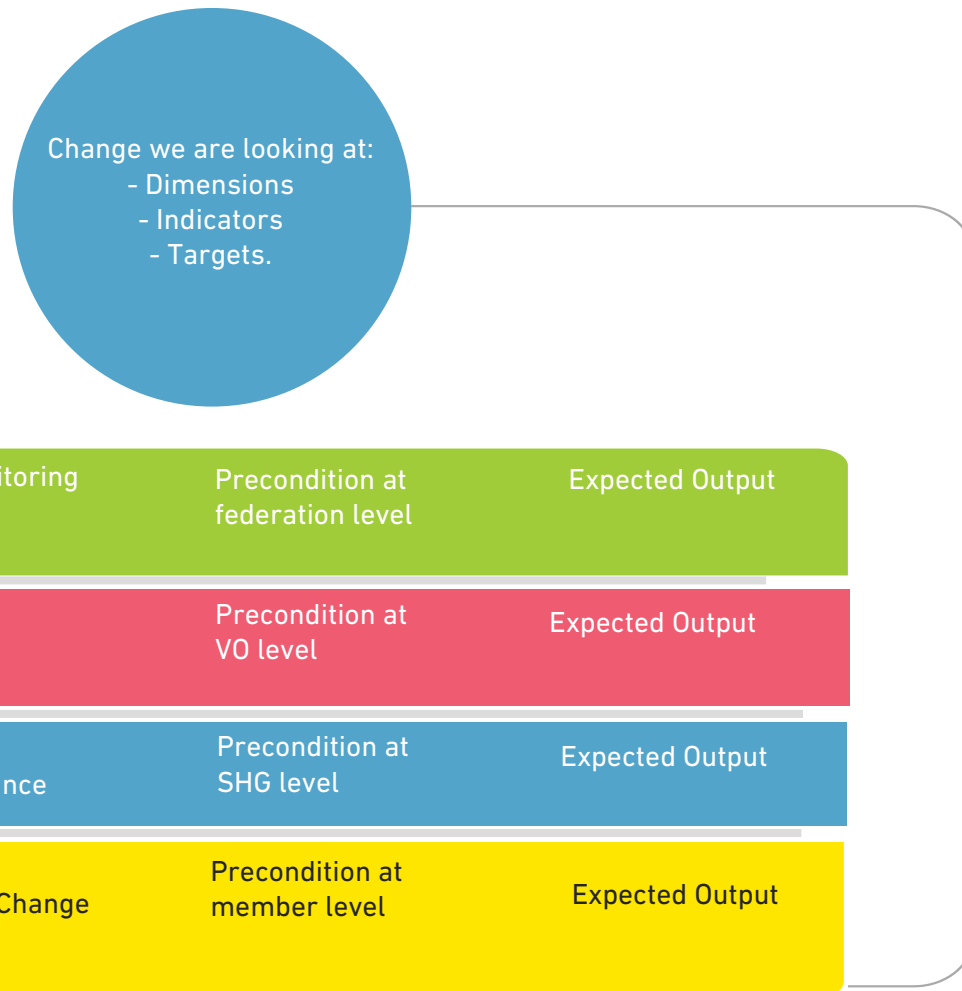 Change we are looking at:
- Dimensions
- Indicators
- Targets.
itoring
Precondition at
federation level
Expected Output
Precondition at
VO level
Expected Output
Precondition at
SHG level
Expected Output
nce
Precondition at
member level
Expected Output
Change